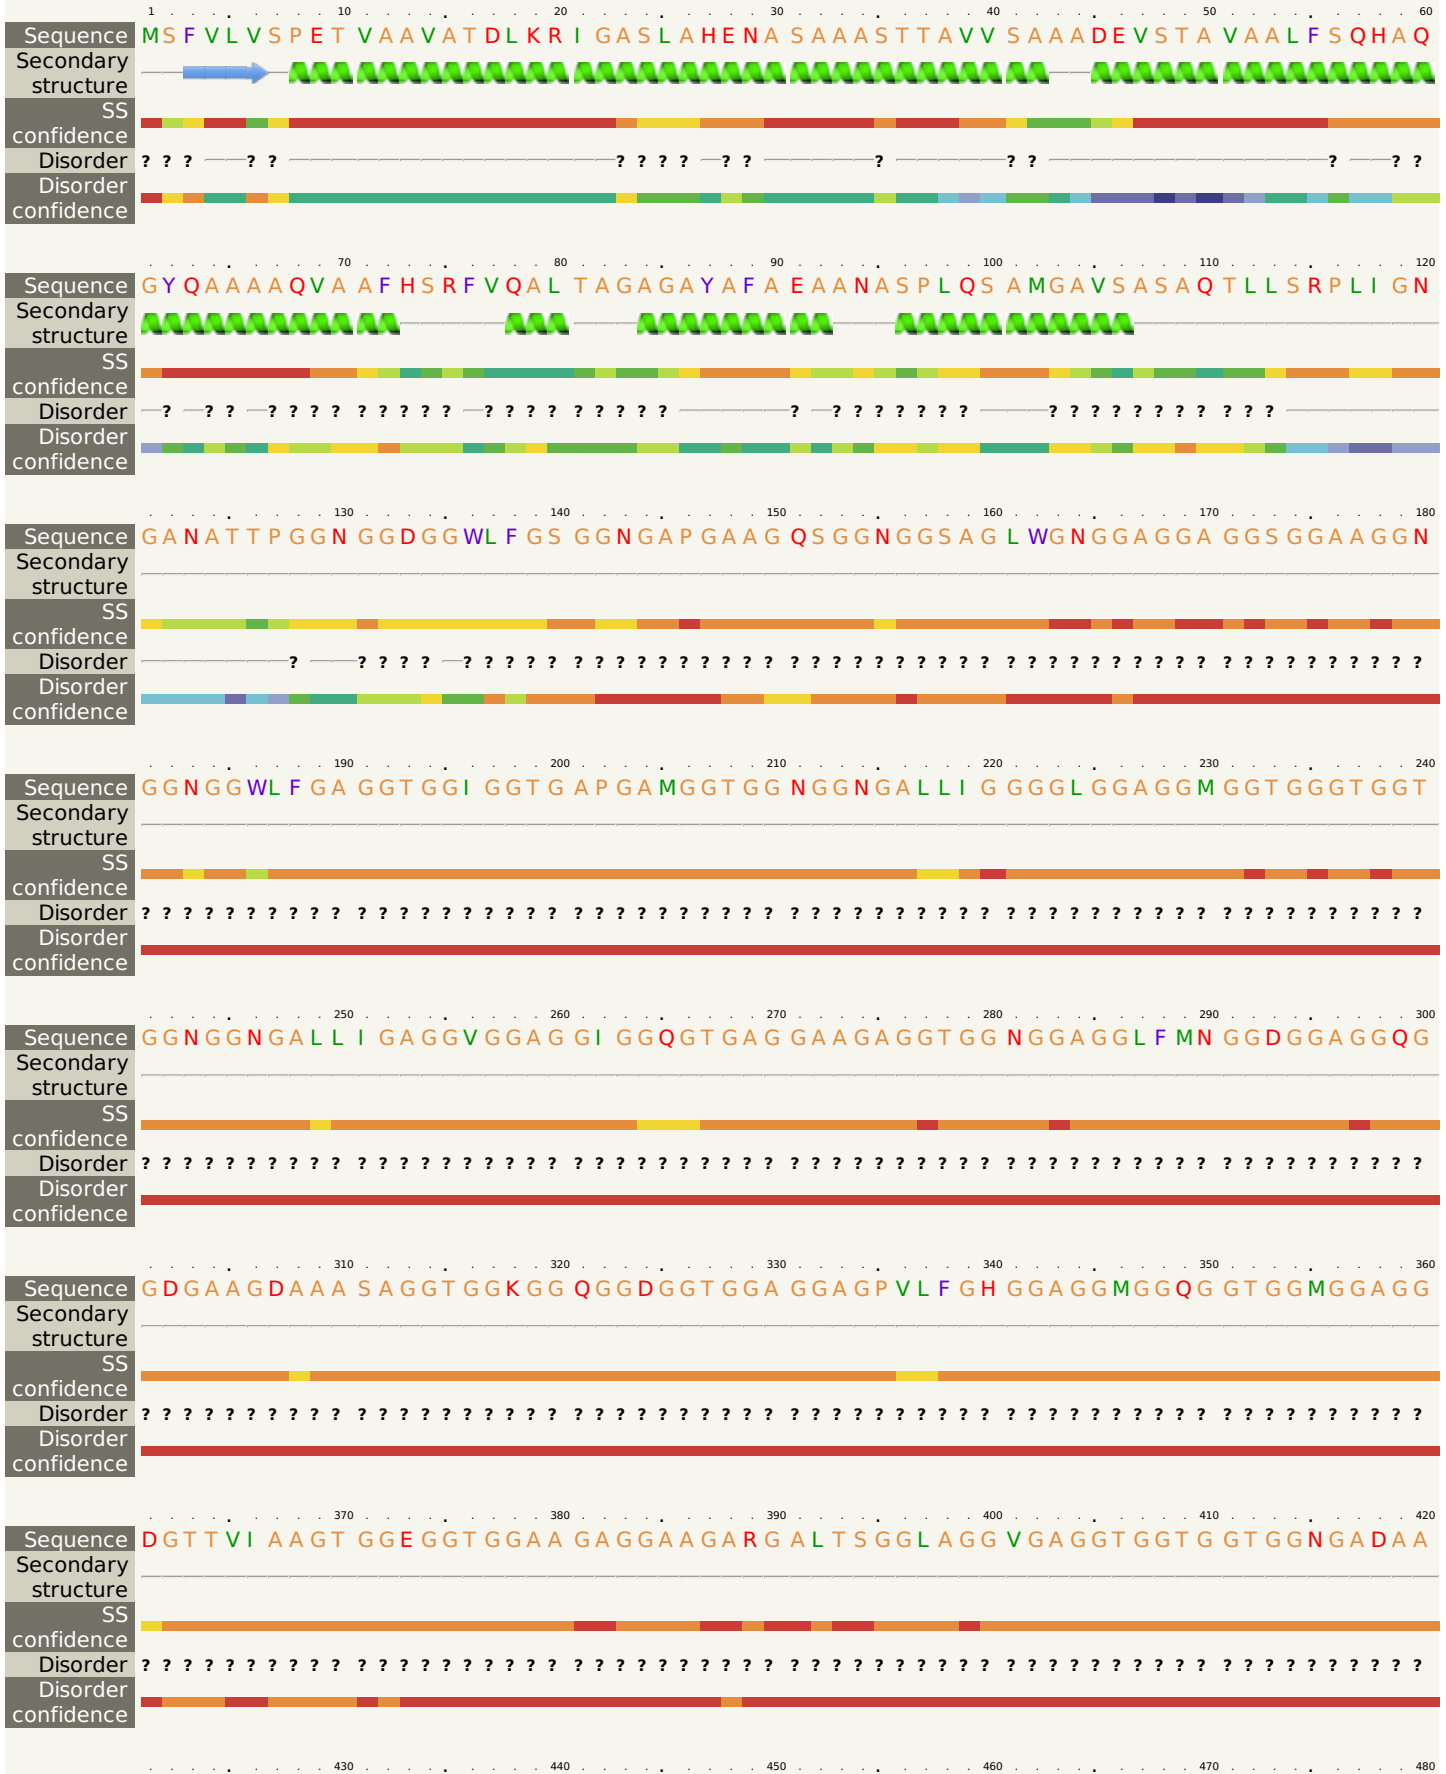 1 . . . . . . . . 10 . . . . . . . . . 20 . . . . . . . . . 30 . . . . . . . . . 40 . . . . . . . . . 50 . . . . . . . . . 60
Sequence M S F V L V S P E T V A A V A T D L K R I G A S L A H E N A S A A A S T T A V V S A A A D E V S T A V A A L F S Q H A Q
Secondary
structure
SS
confidence
Disorder ? ? ? ? ? ? ? ? ? ? ? ? ? ? ? ? ?
Disorder
confidence
. . . . . . . . . 70 . . . . . . . . . 80 . . . . . . . . . 90 . . . . . . . . . 100 . . . . . . . . . 110 . . . . . . . . . 120
Sequence G Y Q A A A A Q V A A F H S R F V Q A L T A G A G A Y A F A E A A N A S P L Q S A M G A V S A S A Q T L L S R P L I G N
Secondary
structure
SS
confidence
Disorder ? ? ? ? ? ? ? ? ? ? ? ? ? ? ? ? ? ? ? ? ? ? ? ? ? ? ? ? ? ? ? ? ? ? ? ? ? ? ? ?
Disorder
confidence
. . . . . . . . . 130 . . . . . . . . . 140 . . . . . . . . . 150 . . . . . . . . . 160 . . . . . . . . . 170 . . . . . . . . . 180
Sequence G A N A T T P G G N G G D G G W L F G S G G N G A P G A A G Q S G G N G G S A G L W G N G G A G G A G G S G G A A G G N
Secondary
structure
SS
confidence
Disorder ? ? ? ? ? ? ? ? ? ? ? ? ? ? ? ? ? ? ? ? ? ? ? ? ? ? ? ? ? ? ? ? ? ? ? ? ? ? ? ? ? ? ? ? ? ? ? ? ? ?
Disorder
confidence
. . . . . . . . . 190 . . . . . . . . . 200 . . . . . . . . . 210 . . . . . . . . . 220 . . . . . . . . . 230 . . . . . . . . . 240
Sequence G G N G G W L F G A G G T G G I G G T G A P G A M G G T G G N G G N G A L L I G G G G L G G A G G M G G T G G G T G G T
Secondary
structure
SS
confidence
Disorder ? ? ? ? ? ? ? ? ? ? ? ? ? ? ? ? ? ? ? ? ? ? ? ? ? ? ? ? ? ? ? ? ? ? ? ? ? ? ? ? ? ? ? ? ? ? ? ? ? ? ? ? ? ? ? ? ? ? ? ?
Disorder
confidence
. . . . . . . . . 250 . . . . . . . . . 260 . . . . . . . . . 270 . . . . . . . . . 280 . . . . . . . . . 290 . . . . . . . . . 300
Sequence G G N G G N G A L L I G A G G V G G A G G I G G Q G T G A G G A A G A G G T G G N G G A G G L F M N G G D G G A G G Q G
Secondary
structure
SS
confidence
Disorder ? ? ? ? ? ? ? ? ? ? ? ? ? ? ? ? ? ? ? ? ? ? ? ? ? ? ? ? ? ? ? ? ? ? ? ? ? ? ? ? ? ? ? ? ? ? ? ? ? ? ? ? ? ? ? ? ? ? ? ?
Disorder
confidence
. . . . . . . . . 310 . . . . . . . . . 320 . . . . . . . . . 330 . . . . . . . . . 340 . . . . . . . . . 350 . . . . . . . . . 360
Sequence G D G A A G D A A A S A G G T G G K G G Q G G D G G T G G A G G A G P V L F G H G G A G G M G G Q G G T G G M G G A G G
Secondary
structure
SS
confidence
Disorder ? ? ? ? ? ? ? ? ? ? ? ? ? ? ? ? ? ? ? ? ? ? ? ? ? ? ? ? ? ? ? ? ? ? ? ? ? ? ? ? ? ? ? ? ? ? ? ? ? ? ? ? ? ? ? ? ? ? ? ?
Disorder
confidence
. . . . . . . . . 370 . . . . . . . . . 380 . . . . . . . . . 390 . . . . . . . . . 400 . . . . . . . . . 410 . . . . . . . . . 420
Sequence D G T T V I A A G T G G E G G T G G A A G A G G A A G A R G A L T S G G L A G G V G A G G T G G T G G T G G N G A D A A
Secondary
structure
SS
confidence
Disorder ? ? ? ? ? ? ? ? ? ? ? ? ? ? ? ? ? ? ? ? ? ? ? ? ? ? ? ? ? ? ? ? ? ? ? ? ? ? ? ? ? ? ? ? ? ? ? ? ? ? ? ? ? ? ? ? ? ? ? ?
Disorder
confidence
. . . . . . . . . 430 . . . . . . . . . 440 . . . . . . . . . 450 . . . . . . . . . 460 . . . . . . . . . 470 . . . . . . . . . 480